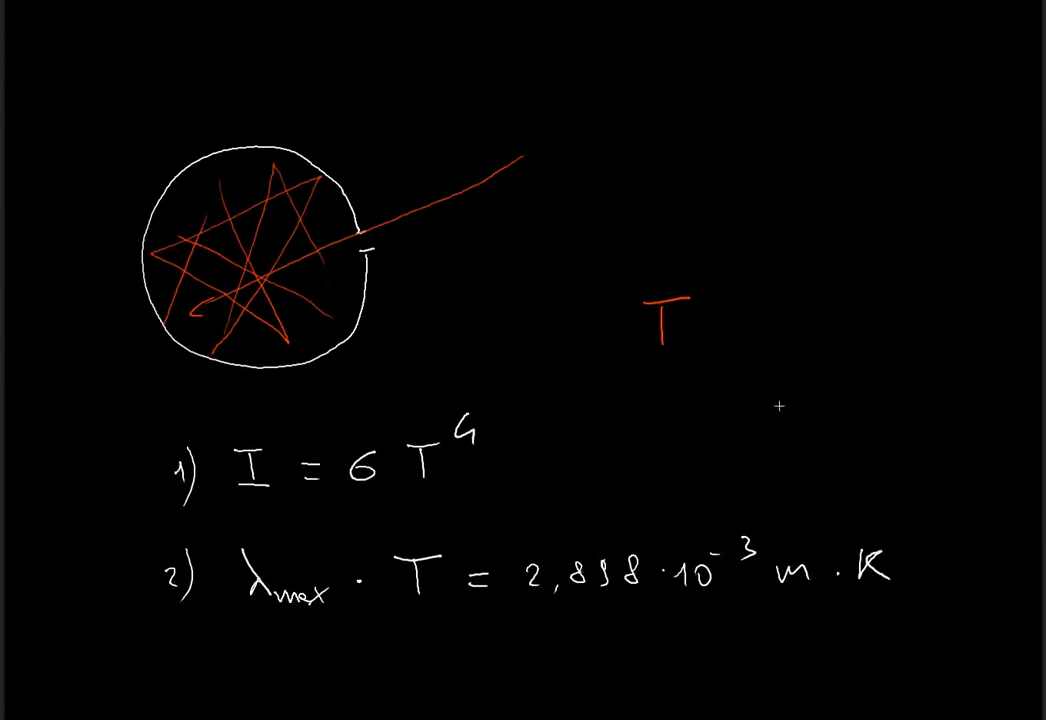 T
1) I = σ T⁴
2) λmax · T = 2,898 · 10⁻³ m · K